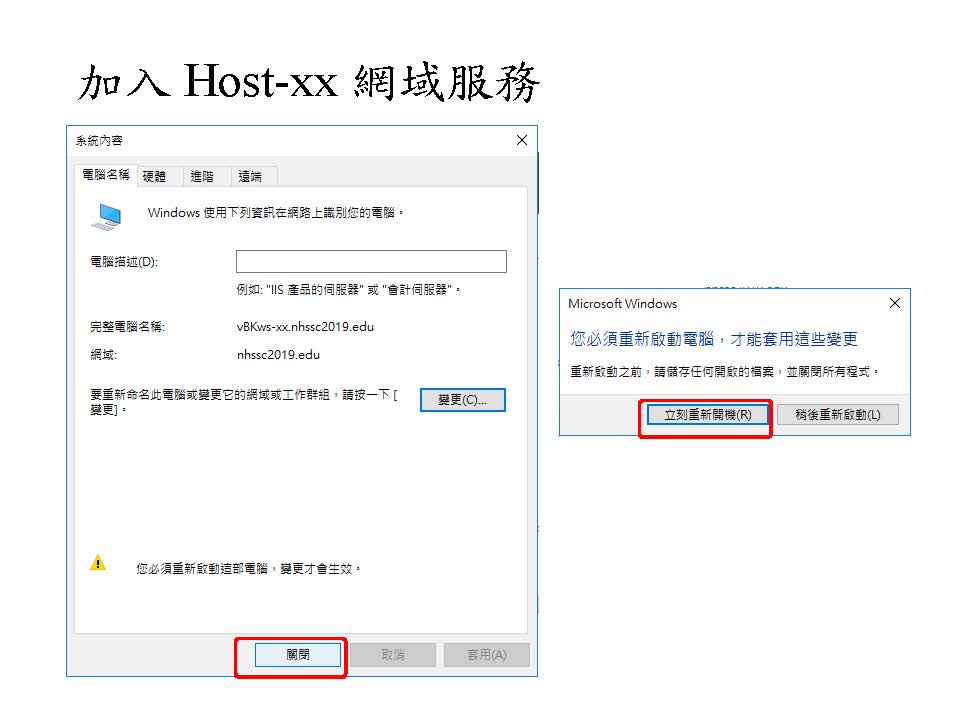 加入 Host-xx 網域服務
系統內容
電腦名稱 硬體 進階 遠端
Windows 使用下列資訊在網路上識別您的電腦。
電腦描述(D):
例如: "IIS 產品的伺服器" 或 "會計伺服器"。
完整電腦名稱: vBKws-xx.nhssc2019.edu
網域: nhssc2019.edu
要重新命名此電腦或變更它的網域或工作群組，請按一下 [
變更]。
變更(C)...
您必須重新啟動這部電腦，變更才會生效。
關閉 取消 套用(A)
Microsoft Windows
您必須重新啟動電腦，才能套用這些變更
重新啟動之前，請儲存任何開啟的檔案，並關閉所有程式。
立刻重新開機(R) 稍後重新啟動(L)